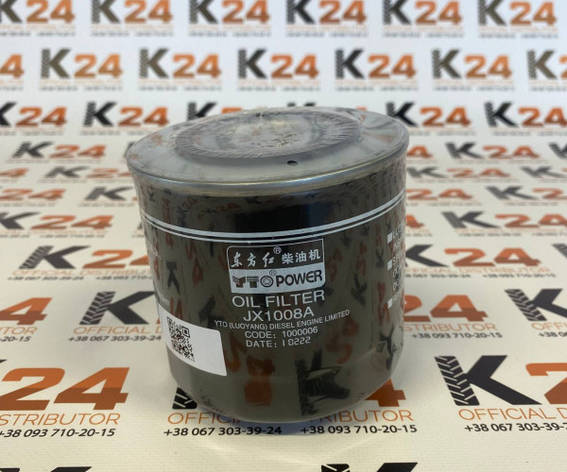 东方红® 柴油机
YTO POWER
OIL FILTER
JX1008A
YTO (LUOYANG) DIESEL ENGINE LIMITED
CODE: 1000006
DATE: 10222
K24
OFFICIAL DISTRIBUTOR
+38 067 303-39-24
+38 093 710-20-15